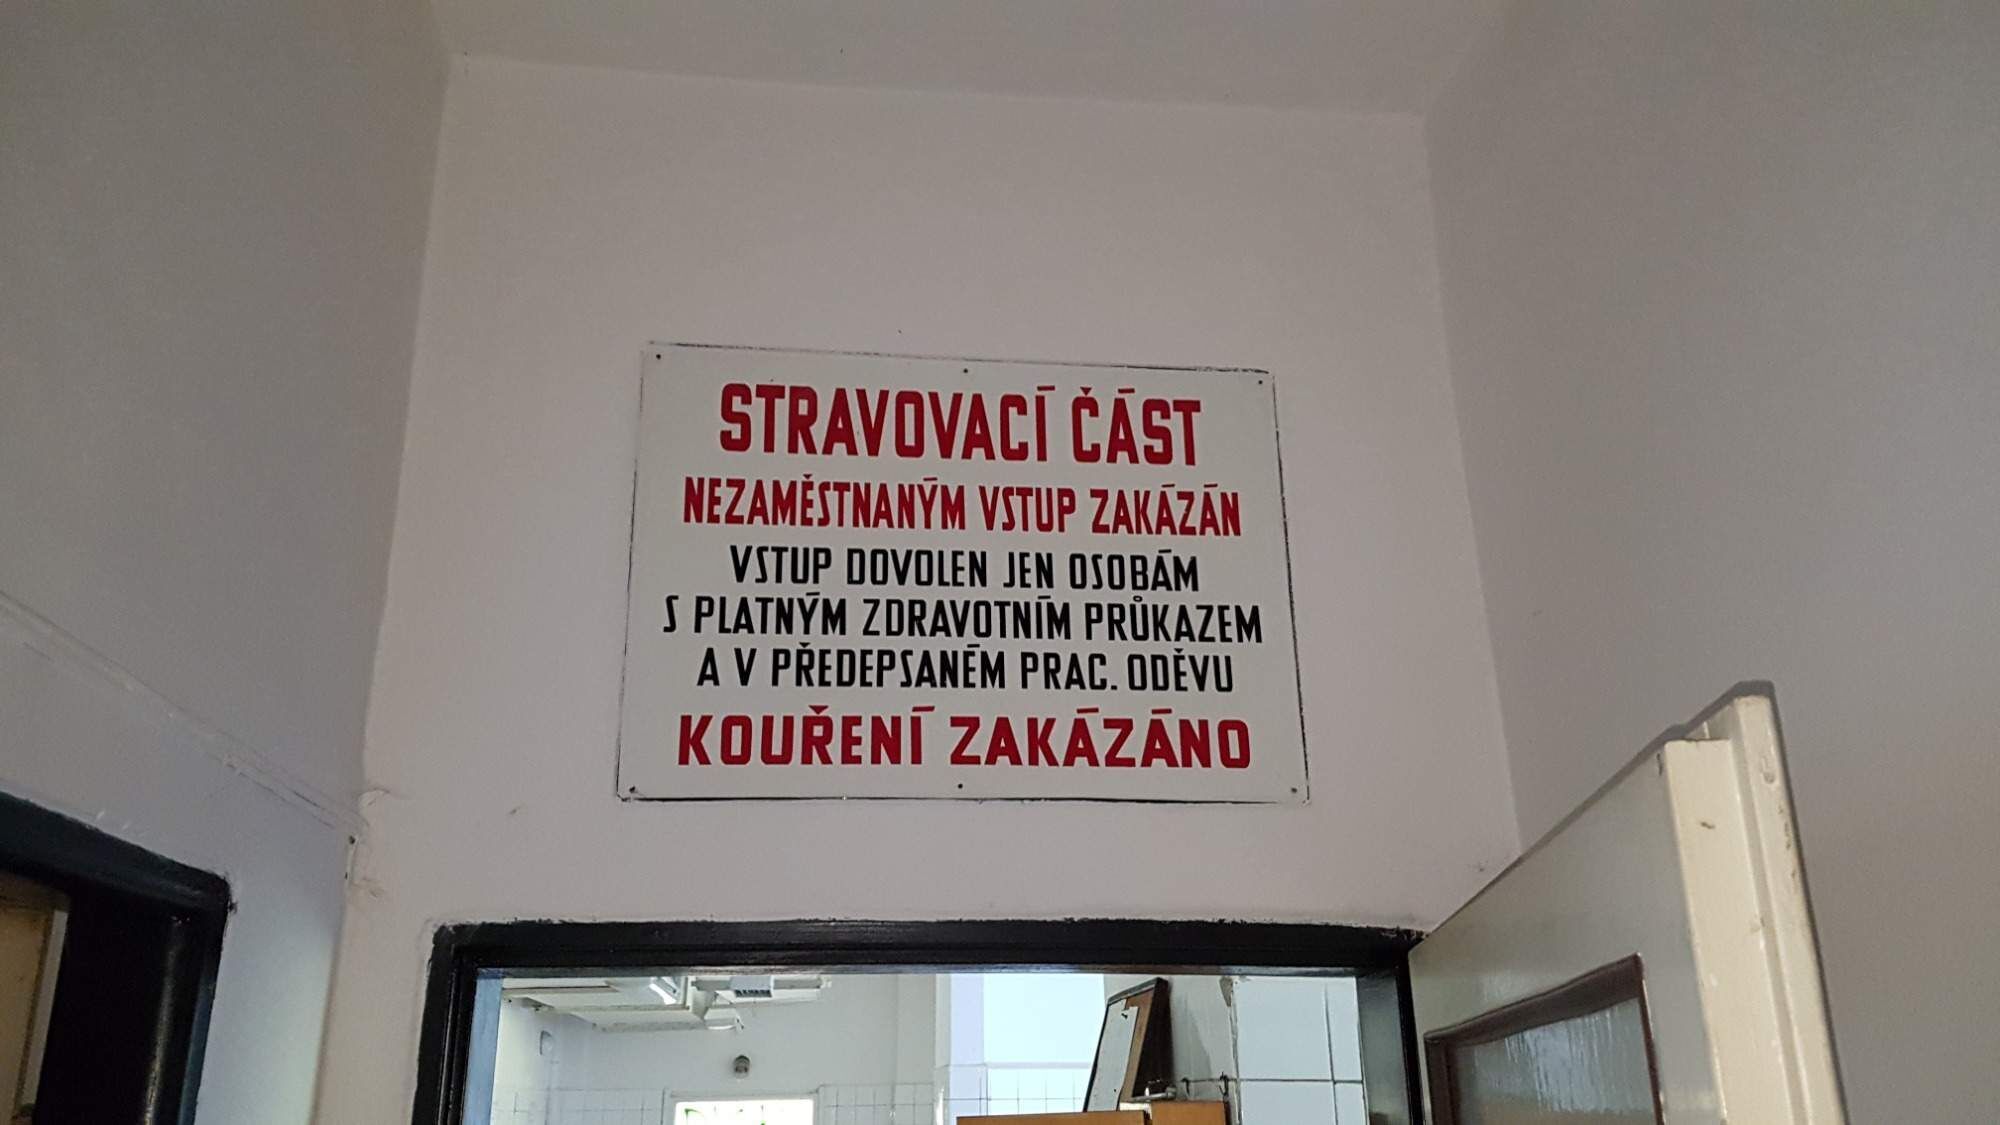 STRAVOVACÍ ČÁST
NEZAMĚSTNANÝM VSTUP ZAKÁZÁN
VSTUP DOVOLEN JEN OSOBÁM
S PLATNÝM ZDRAVOTNÍM PRŮKAZEM
A V PŘEDEPSANÉM PRAC. ODĚVU
KOUŘENÍ ZAKÁZÁNO